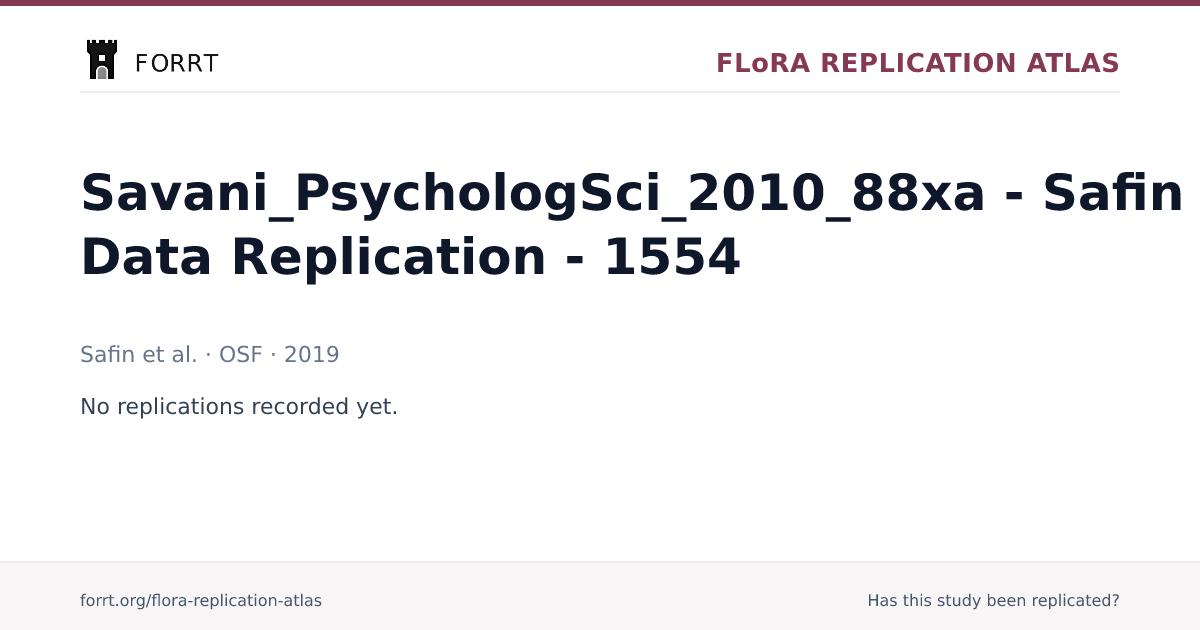 FORRT
FLoRA REPLICATION ATLAS
Savani_PsychologSci_2010_88xa - Safin
Data Replication - 1554
Safin et al. · OSF · 2019
No replications recorded yet.
forrt.org/flora-replication-atlas
Has this study been replicated?